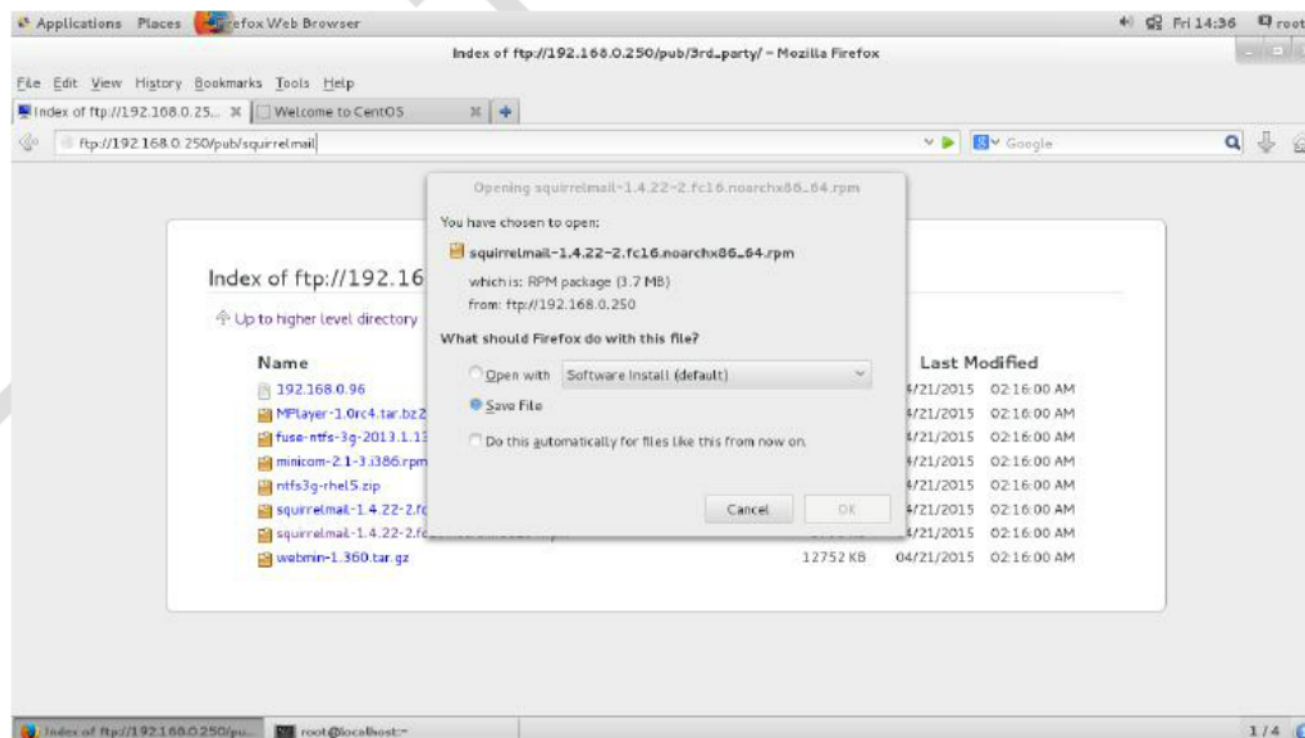 Applications Places Firefox Web Browser Fri 14:36 root
Index of ftp://192.168.0.250/pub/3rd_party/ - Mozilla Firefox
File Edit View History Bookmarks Tools Help
Index of ftp://192.168.0.25... Welcome to CentOS
ftp://192.168.0.250/pub/squirrelmail Google
Opening squirrelmail-1.4.22-2.fc16.noarchx86_64.rpm
You have chosen to open:
squirrelmail-1.4.22-2.fc16.noarchx86_64.rpm
which is: RPM package (3.7 MB)
from: ftp://192.168.0.250
What should Firefox do with this file?
Open with Software Install (default)
Save File
Do this automatically for files like this from now on.
Cancel OK
Index of ftp://192.16
Up to higher level directory
Name Last Modified
192.168.0.96 4/21/2015 02:16:00 AM
MPlayer-1.0rc4.tar.bz2 4/21/2015 02:16:00 AM
fuse-ntfs-3g-2013.1.13 4/21/2015 02:16:00 AM
minicom-2.1-3.i386.rpm 4/21/2015 02:16:00 AM
ntfs3g-rhel5.zip 4/21/2015 02:16:00 AM
squirrelmail-1.4.22-2.fc 4/21/2015 02:16:00 AM
squirrelmail-1.4.22-2.fc 4/21/2015 02:16:00 AM
webmin-1.360.tar.gz 12752 KB 04/21/2015 02:16:00 AM
Index of ftp://192.168.0.250/pu... root@localhost:~ 1 / 4